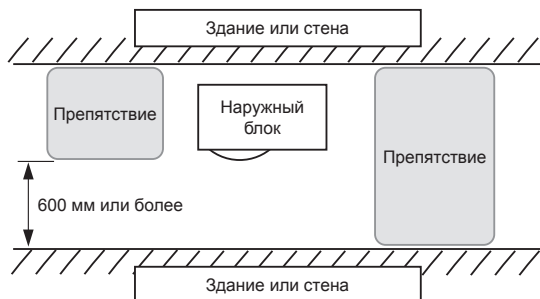 Здание или стена
Препятствие
Наружный
блок
Препятствие
600 мм или более
Здание или стена